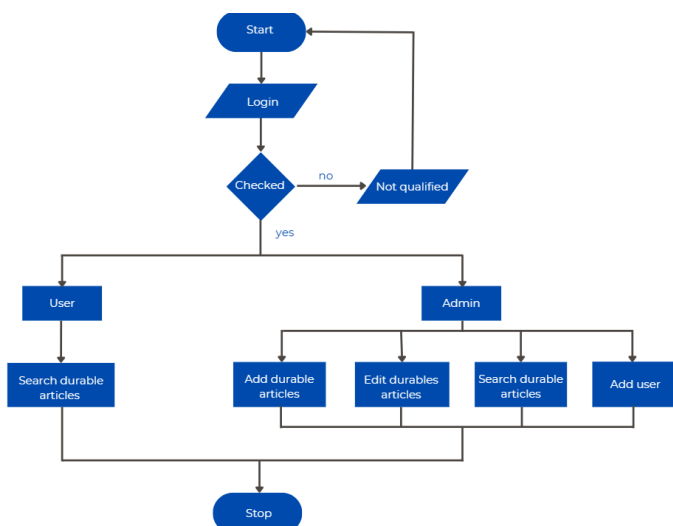 Start
Login
Checked
no
Not qualified
yes
User
Admin
Search durable
articles
Add durable
articles
Edit durables
articles
Search durable
articles
Add user
Stop